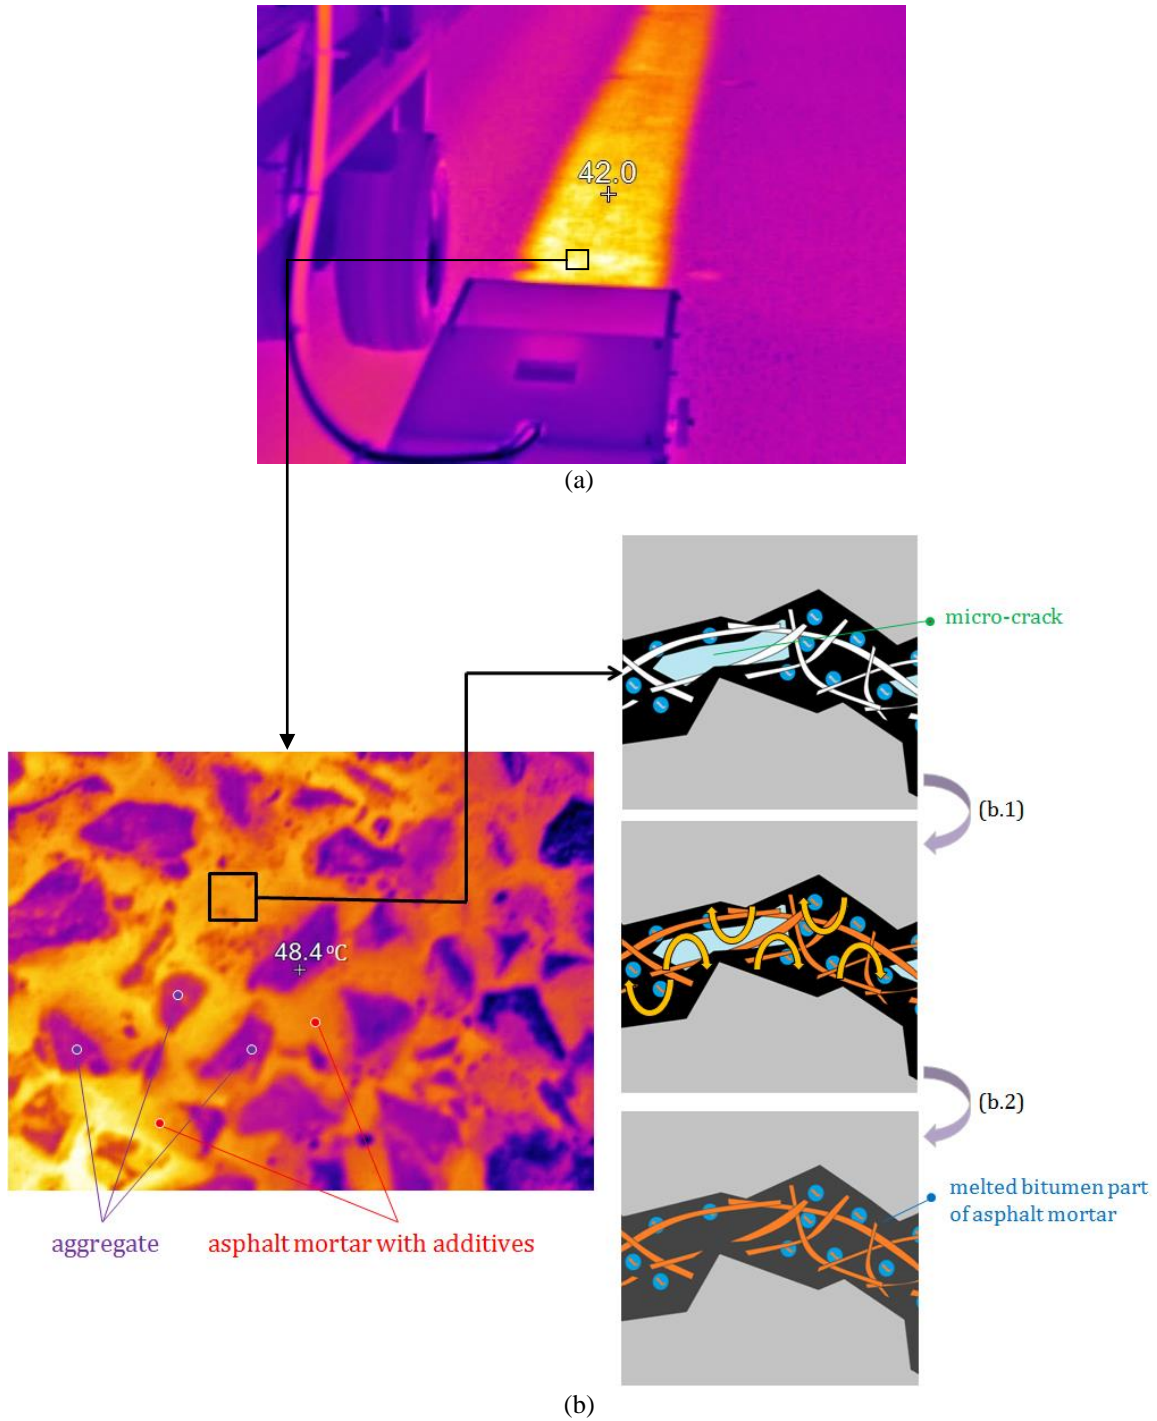 42.0
(a)
micro-crack
(b.1)
48.4 ºC
(b.2)
melted bitumen part
of asphalt mortar
aggregate
asphalt mortar with additives
(b)